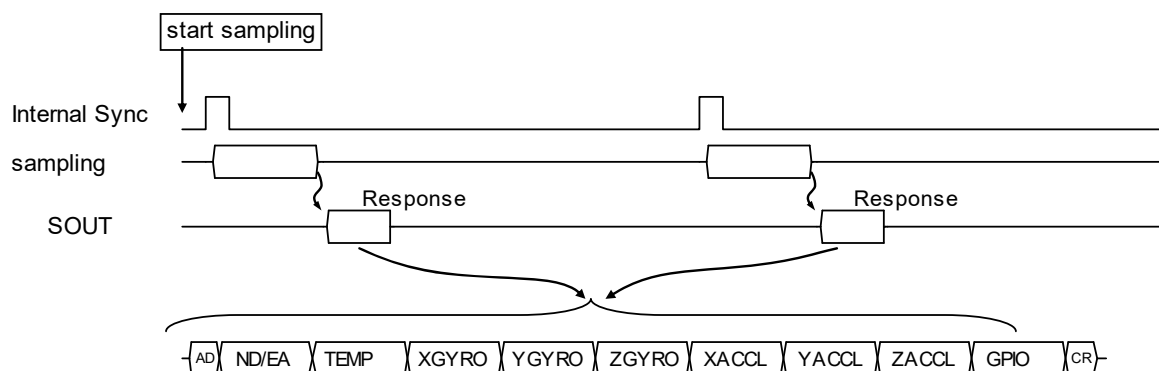 start sampling
Internal Sync
sampling
Response
Response
SOUT
AD ND/EA TEMP XGYRO YGYRO ZGYRO XACCL YACCL ZACCL GPIO CR